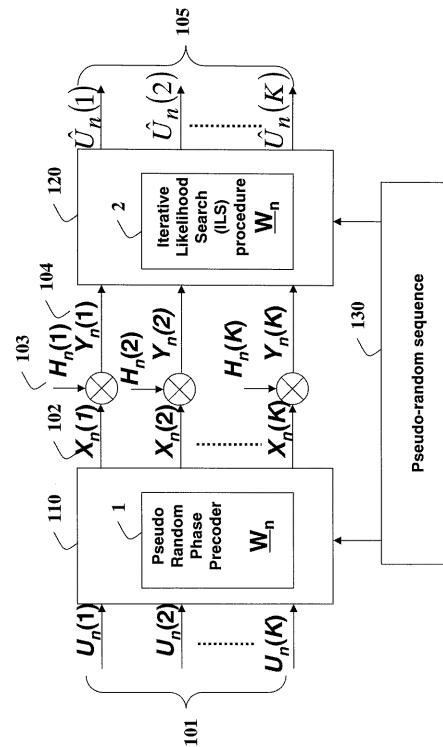 101
U_n(1)
U_n(2)
..........
U_n(K)
110
1
Pseudo
Random
Phase
Precoder
W_n
102
X_n(1)
X_n(2)
..........
X_n(K)
103
H_n(1)
H_n(2)
H_n(K)
104
Y_n(1)
Y_n(2)
..........
Y_n(K)
120
2
Iterative
Likelihood
Search
(ILS)
procedure
W_n
Û_n(1)
Û_n(2)
..........
Û_n(K)
105
130
Pseudo-random sequence